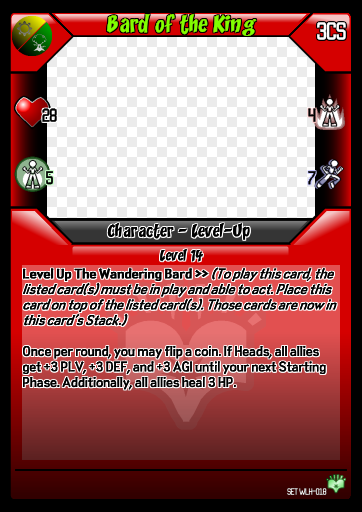 Bard of the King
3CS
28
4
5
7
Character - Level-Up
Level 14
Level Up The Wandering Bard >> (To play this card, the
listed card(s) must be in play and able to act. Place this
card on top of the listed card(s). Those cards are now in
this card's Stack.)
Once per round, you may flip a coin. If Heads, all allies
get +3 PLV, +3 DEF, and +3 AGI until your next Starting
Phase. Additionally, all allies heal 3 HP.
SET WLH-018